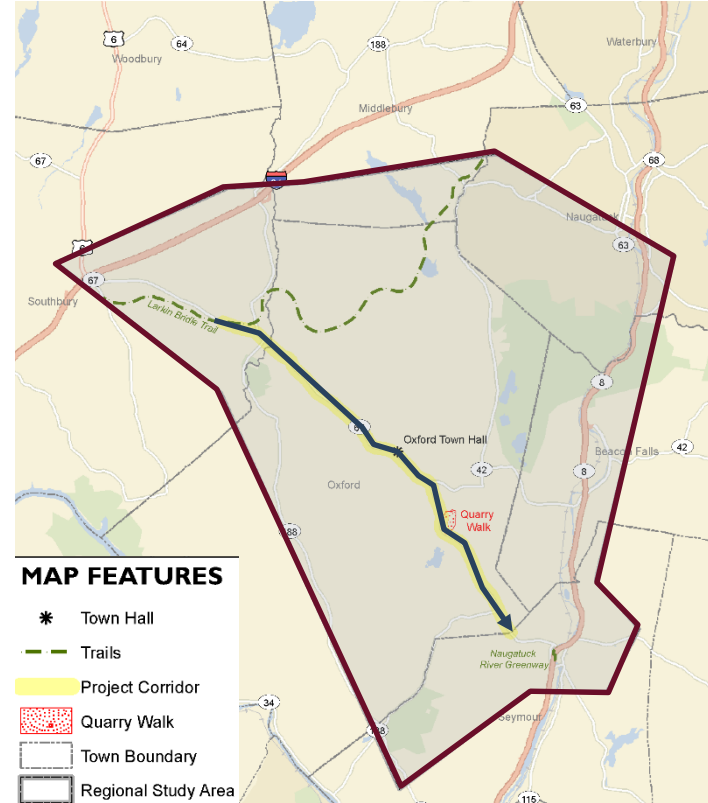 6
64
Woodbury
188
Waterbury
Middlebury
63
67
68
Naugatuck
63
6
67
Southbury
Larkin Bridle Trail
8
Oxford Town Hall
42
Beacon Falls
42
8
Oxford
Quarry
Walk
188
Naugatuck
River Greenway
34
Seymour
115
MAP FEATURES
Town Hall
Trails
Project Corridor
Quarry Walk
Town Boundary
Regional Study Area